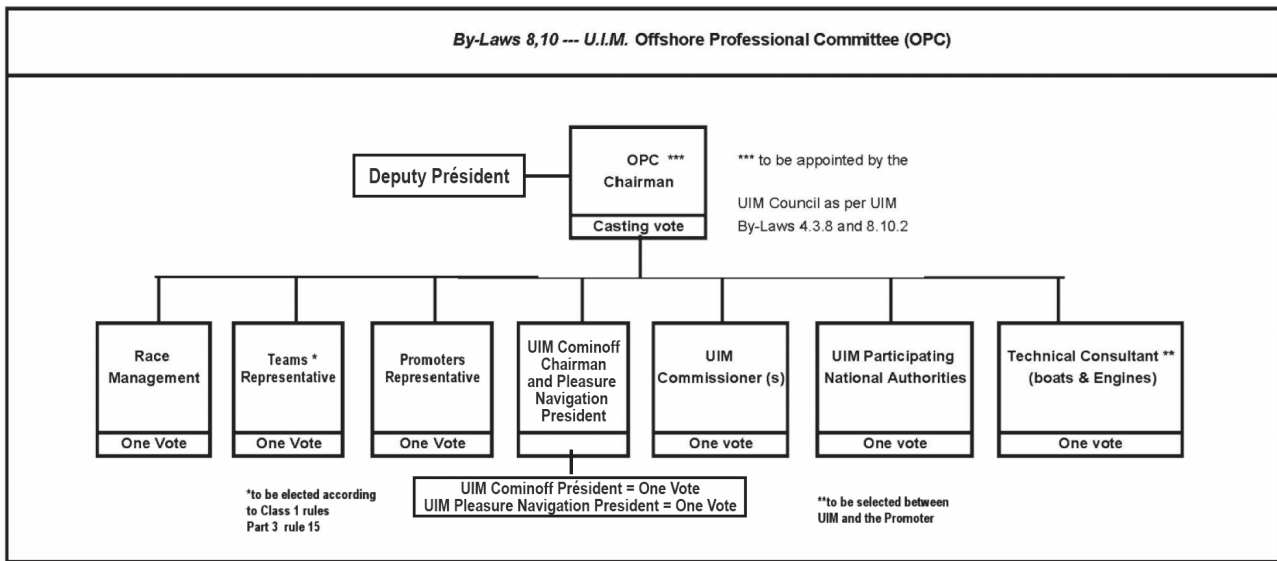 By-Laws 8,10 --- U.I.M. Offshore Professional Committee (OPC)
Deputy Président
OPC ***
Chairman
Casting vote
*** to be appointed by the
UIM Council as per UIM
By-Laws 4.3.8 and 8.10.2
Race
Management
One Vote
Teams *
Representative
One Vote
Promoters
Representative
One Vote
UIM Cominoff
Chairman
and Pleasure
Navigation
President
UIM
Commissioner (s)
One vote
UIM Participating
National Authorities
One vote
Technical Consultant **
(boats & Engines)
One vote
*to be elected according
to Class 1 rules
Part 3 rule 15
UIM Cominoff Président = One Vote
UIM Pleasure Navigation President = One Vote
**to be selected between
UIM and the Promoter